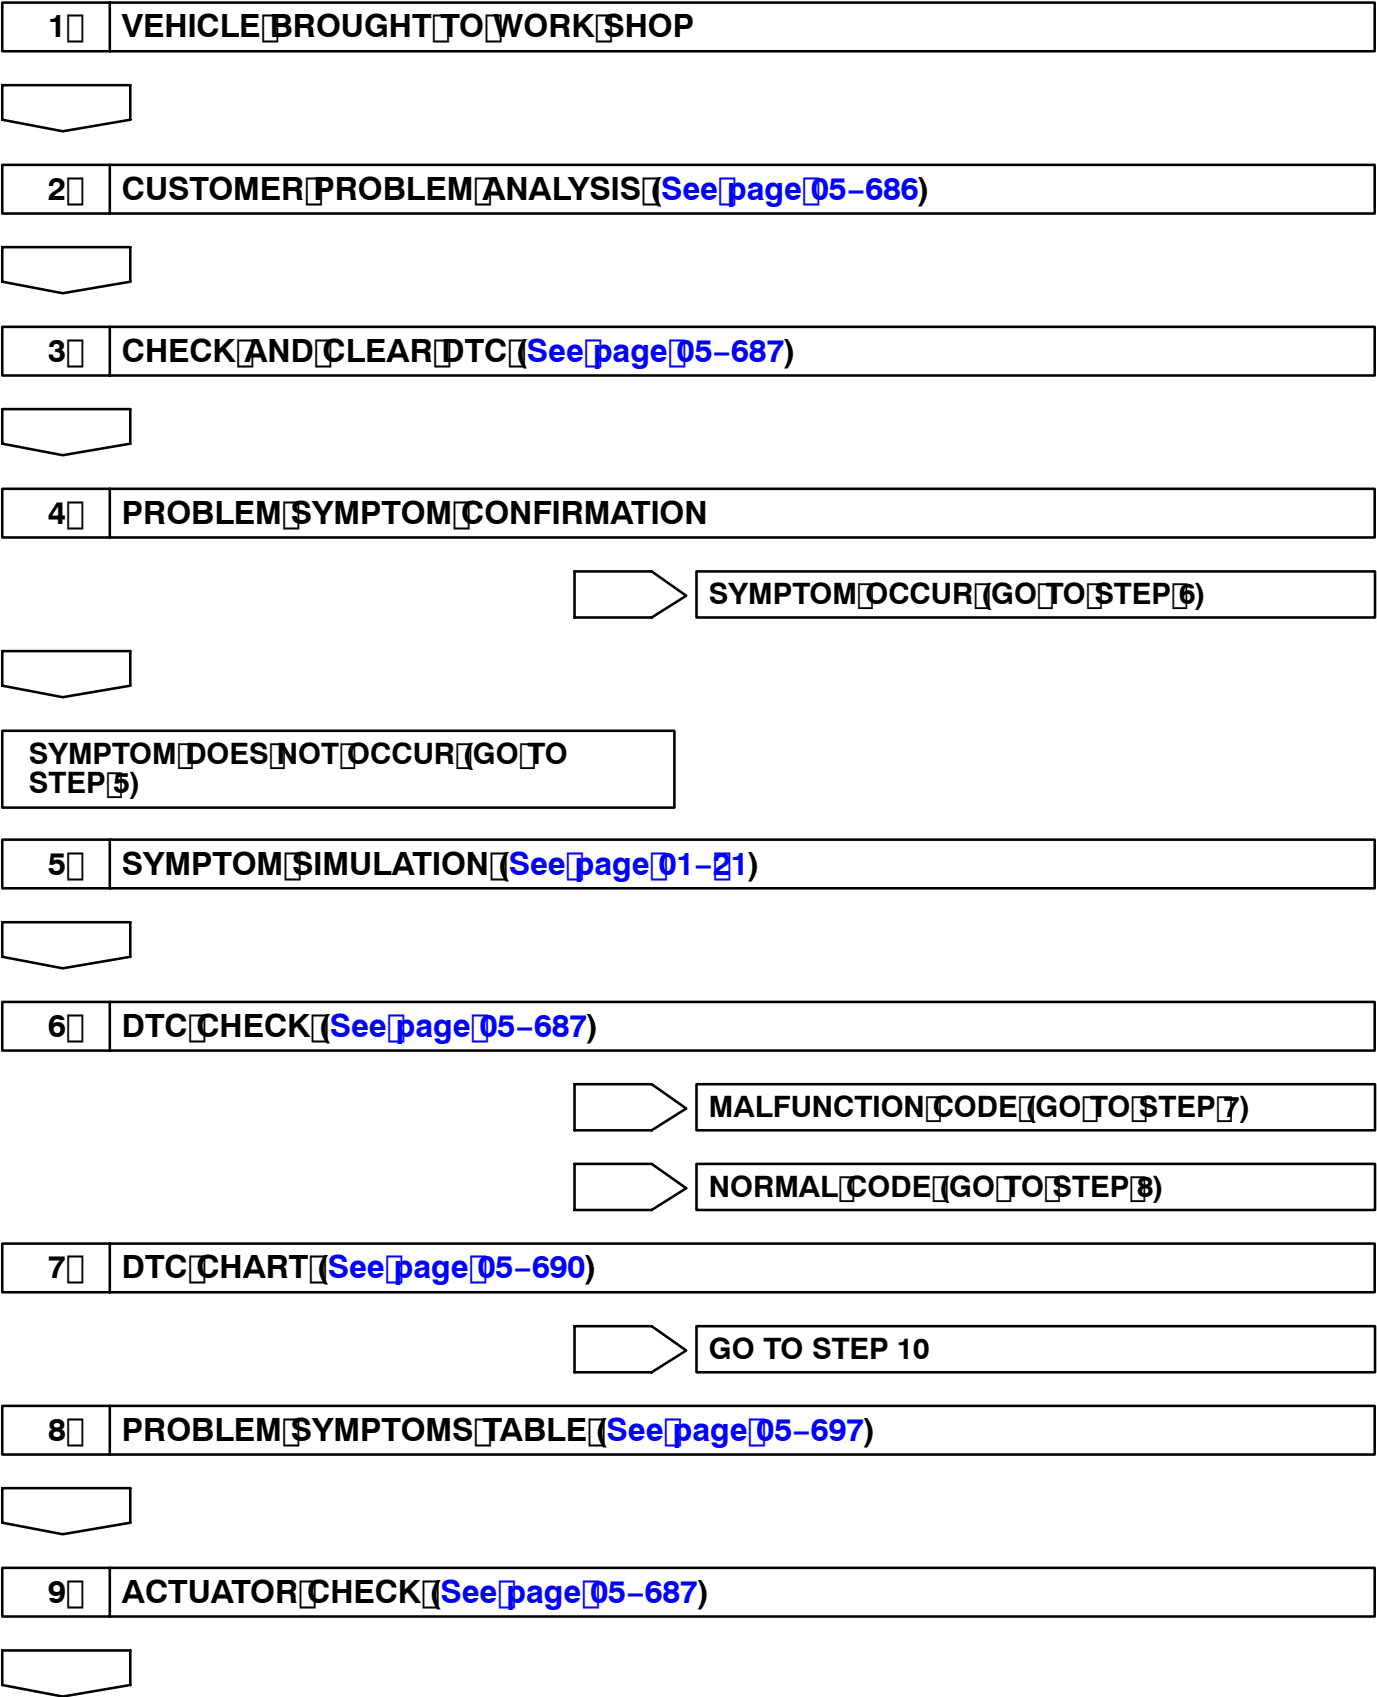 1 VEHICLE BROUGHT TO WORK SHOP
2 CUSTOMER PROBLEM ANALYSIS (See page 05−686)
3 CHECK AND CLEAR DTC (See page 05−687)
4 PROBLEM SYMPTOM CONFIRMATION
SYMPTOM OCCUR (GO TO STEP 6)
SYMPTOM DOES NOT OCCUR (GO TO
STEP 5)
5 SYMPTOM SIMULATION (See page 01−21)
6 DTC CHECK (See page 05−687)
MALFUNCTION CODE (GO TO STEP 7)
NORMAL CODE (GO TO STEP 8)
7 DTC CHART (See page 05−690)
GO TO STEP 10
8 PROBLEM SYMPTOMS TABLE (See page 05−697)
9 ACTUATOR CHECK (See page 05−687)